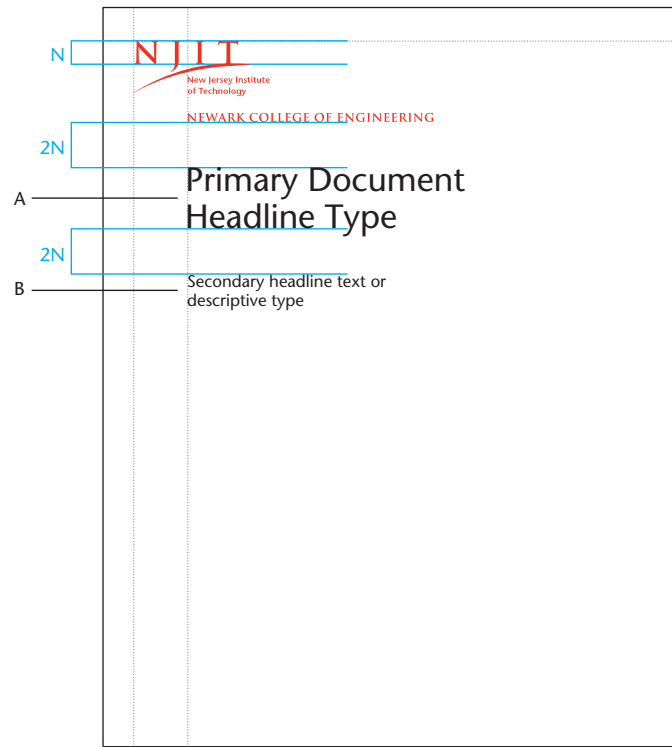 N
NJIT
New Jersey Institute
of Technology
NEWARK COLLEGE OF ENGINEERING
2N
A
Primary Document
Headline Type
2N
B
Secondary headline text or
descriptive type